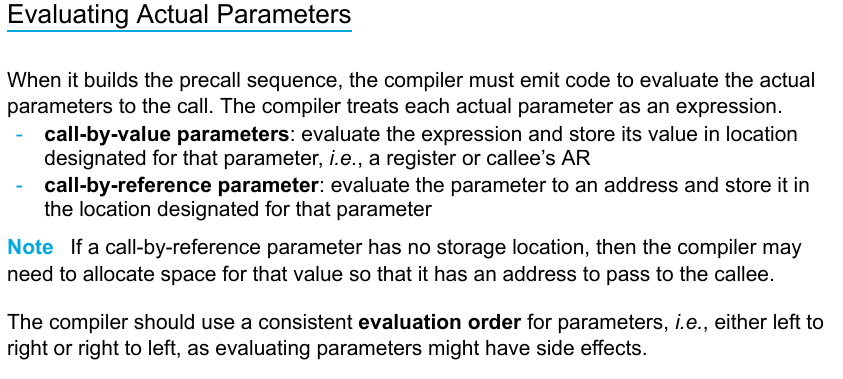 Evaluating Actual Parameters
When it builds the precall sequence, the compiler must emit code to evaluate the actual
parameters to the call. The compiler treats each actual parameter as an expression.
- call-by-value parameters: evaluate the expression and store its value in location
designated for that parameter, i.e., a register or callee's AR
- call-by-reference parameter: evaluate the parameter to an address and store it in
the location designated for that parameter
Note If a call-by-reference parameter has no storage location, then the compiler may
need to allocate space for that value so that it has an address to pass to the callee.
The compiler should use a consistent evaluation order for parameters, i.e., either left to
right or right to left, as evaluating parameters might have side effects.